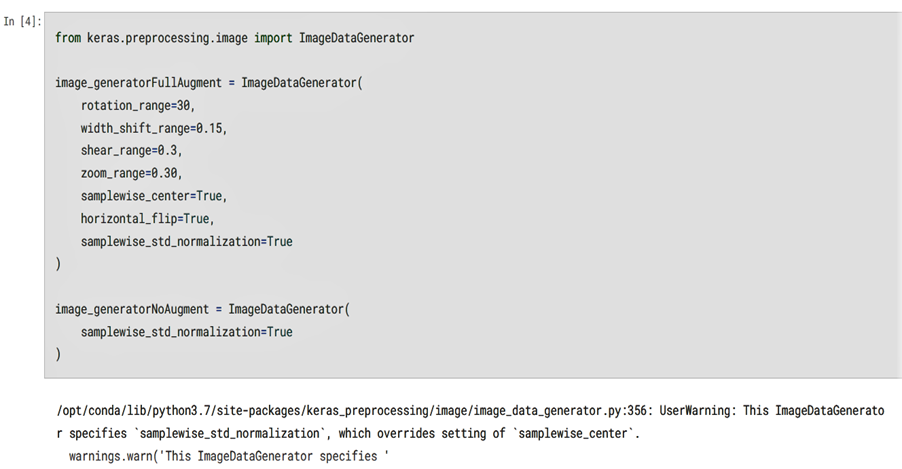 In [4]:
from keras.preprocessing.image import ImageDataGenerator
image_generatorFullAugment = ImageDataGenerator(
rotation_range=30,
width_shift_range=0.15,
shear_range=0.3,
zoom_range=0.30,
samplewise_center=True,
horizontal_flip=True,
samplewise_std_normalization=True
)
image_generatorNoAugment = ImageDataGenerator(
samplewise_std_normalization=True
)
/opt/conda/lib/python3.7/site-packages/keras_preprocessing/image/image_data_generator.py:356: UserWarning: This ImageDataGenerato
r specifies `samplewise_std_normalization`, which overrides setting of `samplewise_center`.
warnings.warn('This ImageDataGenerator specifies '